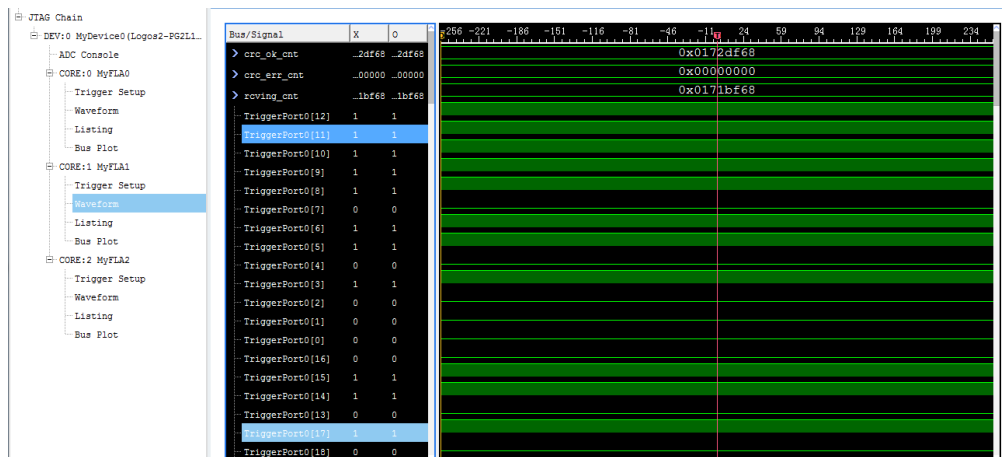 JTAG Chain
DEV:0 MyDevice0(Logos2-PG2L1...
ADC Console
CORE:0 MyFLA0
Trigger Setup
Waveform
Listing
Bus Plot
CORE:1 MyFLA1
Trigger Setup
Waveform
Listing
Bus Plot
CORE:2 MyFLA2
Trigger Setup
Waveform
Listing
Bus Plot
Bus/Signal X O -256 -221 -186 -151 -116 -81 -46 -11 24 59 94 129 164 199 234
T
crc_ok_cnt …2df68 …2df68 0x0172df68
crc_err_cnt …00000 …00000 0x00000000
rcving_cnt …1bf68 …1bf68 0x0171bf68
TriggerPort0[12] 1 1
TriggerPort0[11] 1 1
TriggerPort0[10] 1 1
TriggerPort0[9] 1 1
TriggerPort0[8] 1 1
TriggerPort0[7] 0 0
TriggerPort0[6] 1 1
TriggerPort0[5] 1 1
TriggerPort0[4] 0 0
TriggerPort0[3] 1 1
TriggerPort0[2] 0 0
TriggerPort0[1] 0 0
TriggerPort0[0] 0 0
TriggerPort0[16] 0 0
TriggerPort0[15] 1 1
TriggerPort0[14] 1 1
TriggerPort0[13] 0 0
TriggerPort0[17] 1 1
TriggerPort0[18] 0 0